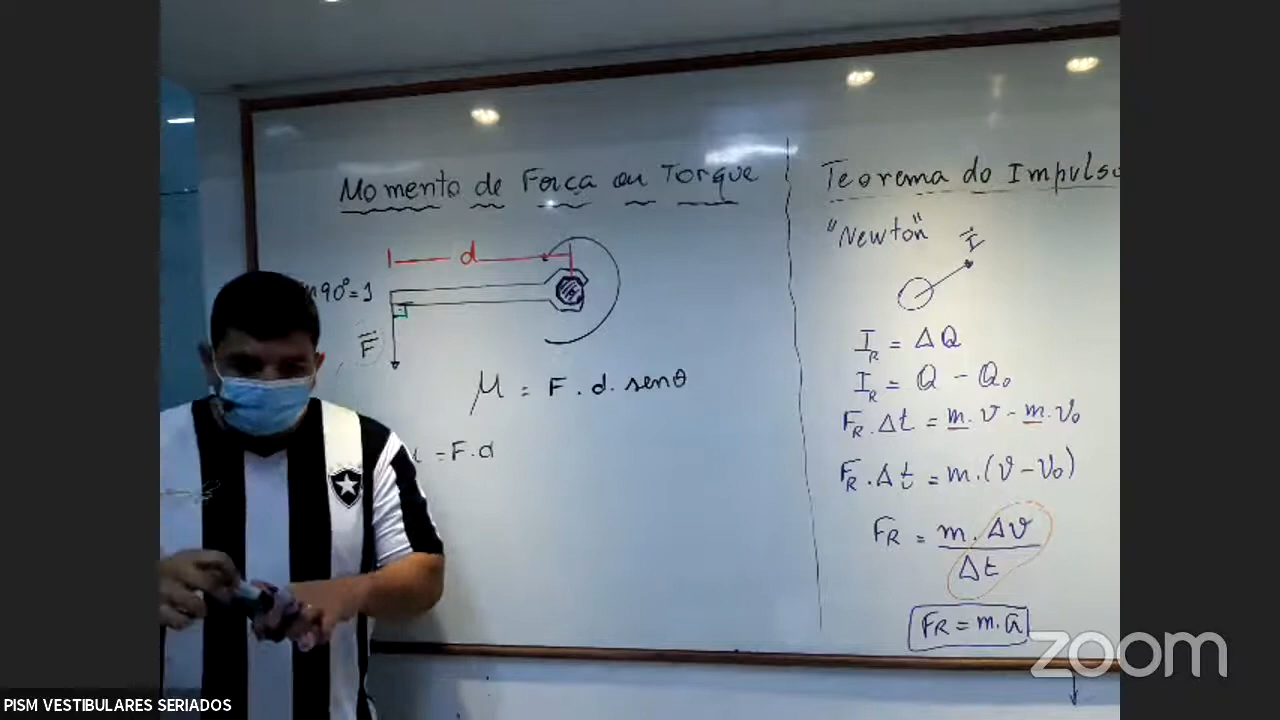 Momento de Força ou Torque
d
n 90° = 1
F
M = F . d . senθ
= F . d
Teorema do Impulso
"Newton"
I
I_R = ΔQ
I_R = Q - Q₀
F_R . Δt = m . v - m . v₀
F_R . Δt = m . (v - v₀)
F_R = m . Δv
Δt
F_R = m . a
zoom
PISM VESTIBULARES SERIADOS